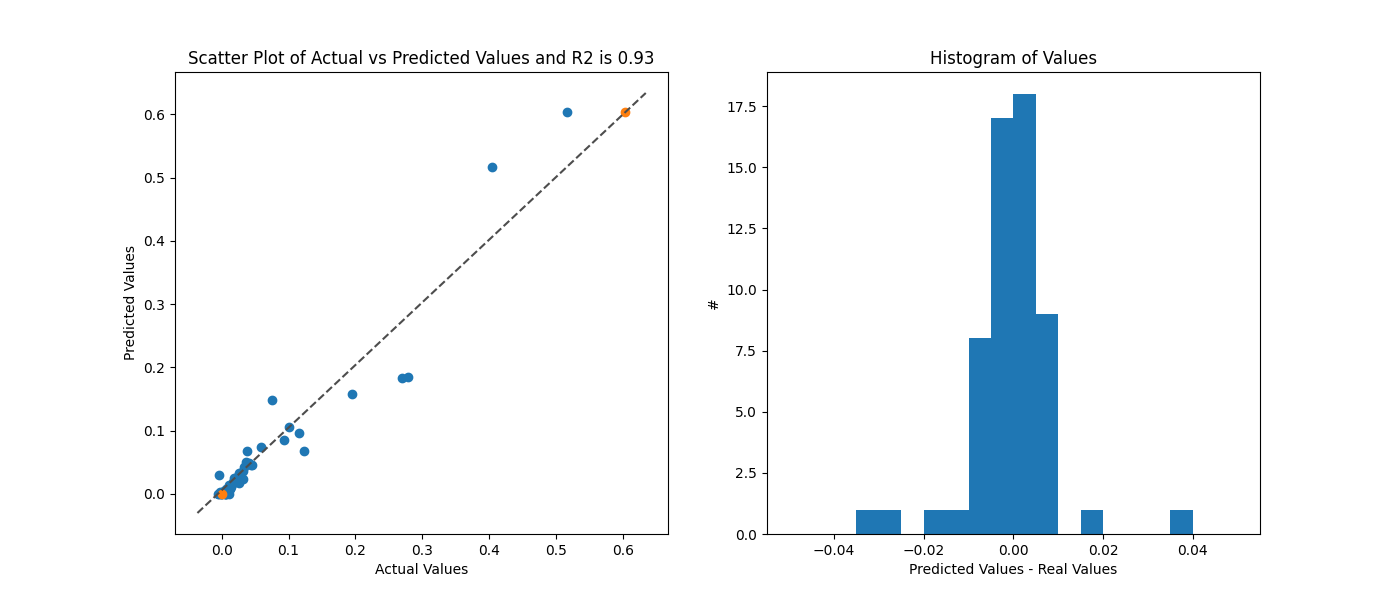 Scatter Plot of Actual vs Predicted Values and R2 is 0.93
Predicted Values
0.6
0.5
0.4
0.3
0.2
0.1
0.0
0.0 0.1 0.2 0.3 0.4 0.5 0.6
Actual Values
Histogram of Values
#
17.5
15.0
12.5
10.0
7.5
5.0
2.5
0.0
−0.04 −0.02 0.00 0.02 0.04
Predicted Values - Real Values